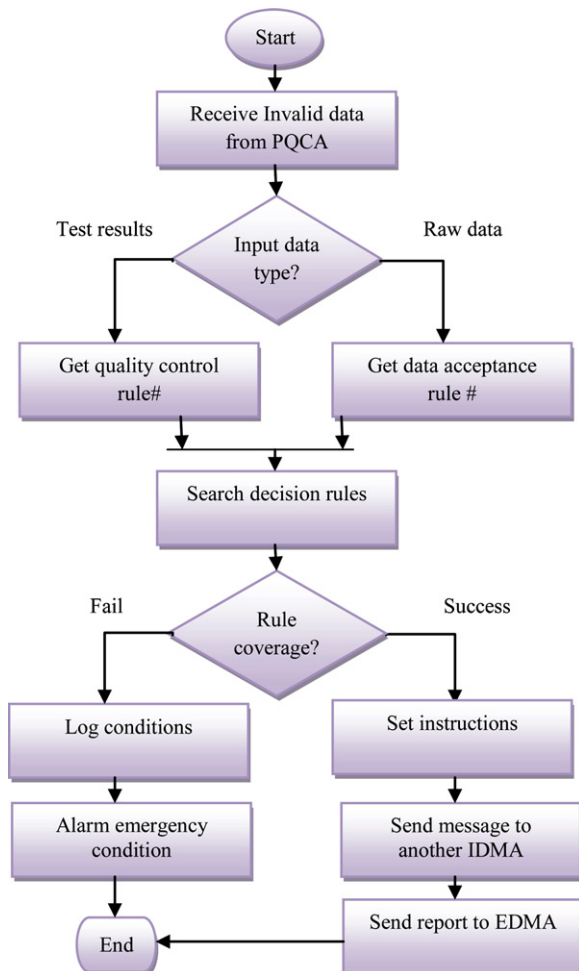 Start
Receive Invalid data
from PQCA
Test results
Input data
type?
Raw data
Get quality control
rule#
Get data acceptance
rule #
Search decision rules
Fail
Rule
coverage?
Success
Log conditions
Set instructions
Alarm emergency
condition
Send message to
another IDMA
Send report to EDMA
End